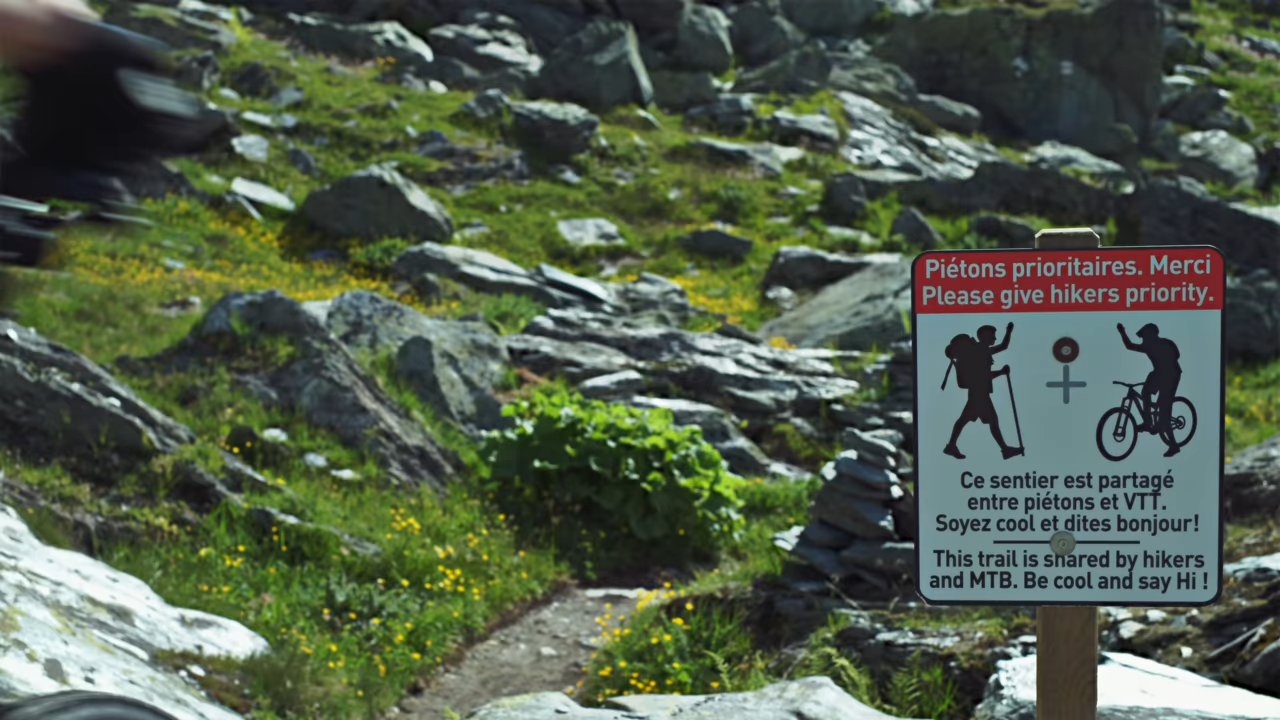 Piétons prioritaires. Merci
Please give hikers priority.
Ce sentier est partagé
entre piétons et VTT.
Soyez cool et dites bonjour!
This trail is shared by hikers
and MTB. Be cool and say Hi !